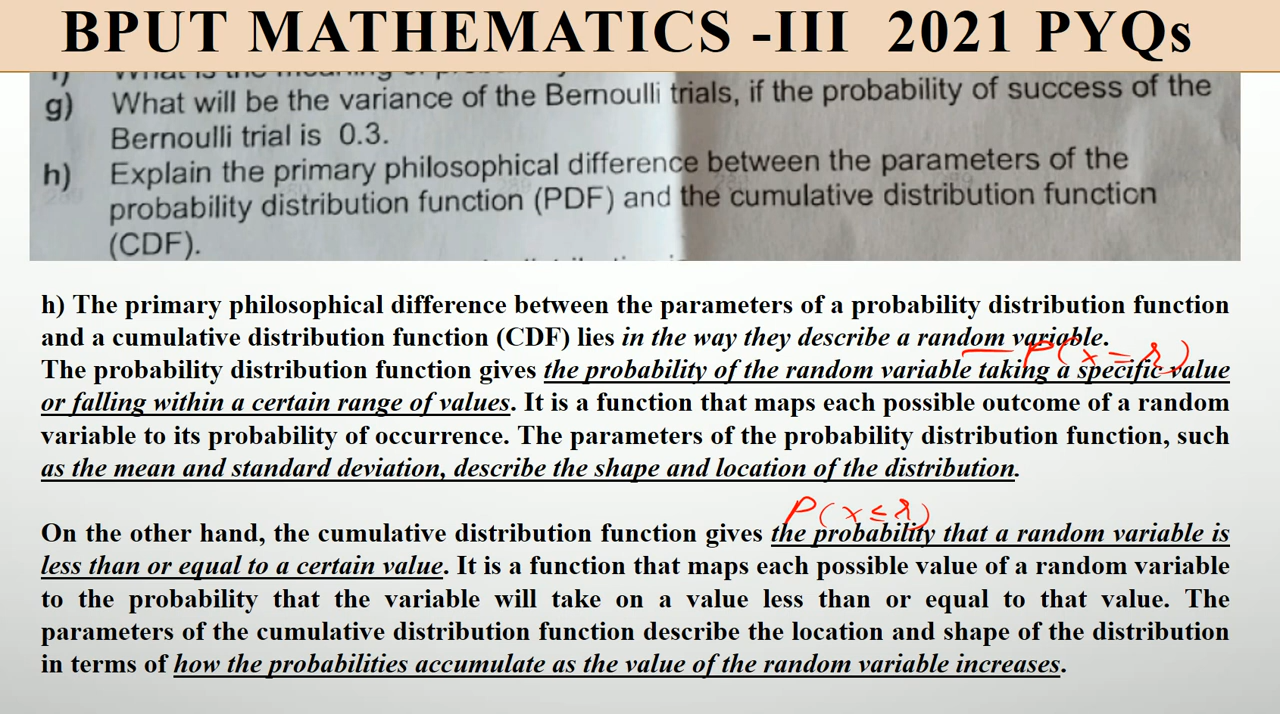 BPUT MATHEMATICS -III 2021 PYQs
g) What will be the variance of the Bernoulli trials, if the probability of success of the
Bernoulli trial is 0.3.
h) Explain the primary philosophical difference between the parameters of the
probability distribution function (PDF) and the cumulative distribution function
(CDF).
h) The primary philosophical difference between the parameters of a probability distribution function
and a cumulative distribution function (CDF) lies in the way they describe a random variable.
P(x=r)
The probability distribution function gives the probability of the random variable taking a specific value
or falling within a certain range of values. It is a function that maps each possible outcome of a random
variable to its probability of occurrence. The parameters of the probability distribution function, such
as the mean and standard deviation, describe the shape and location of the distribution.
P(x≤r)
On the other hand, the cumulative distribution function gives the probability that a random variable is
less than or equal to a certain value. It is a function that maps each possible value of a random variable
to the probability that the variable will take on a value less than or equal to that value. The
parameters of the cumulative distribution function describe the location and shape of the distribution
in terms of how the probabilities accumulate as the value of the random variable increases.